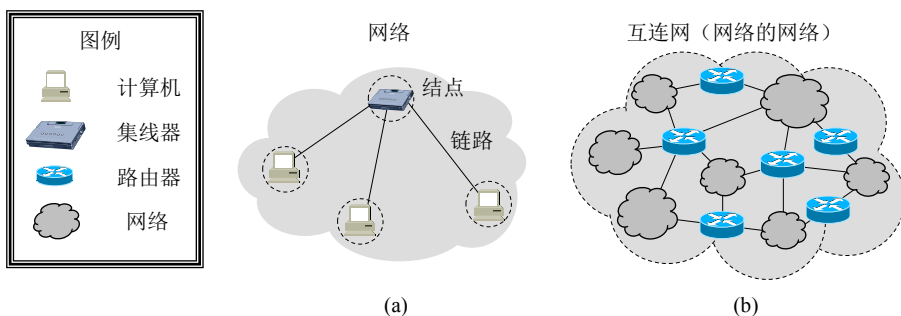 图例
计算机
集线器
路由器
网络
网络
结点
链路
(a)
互连网（网络的网络）
(b)